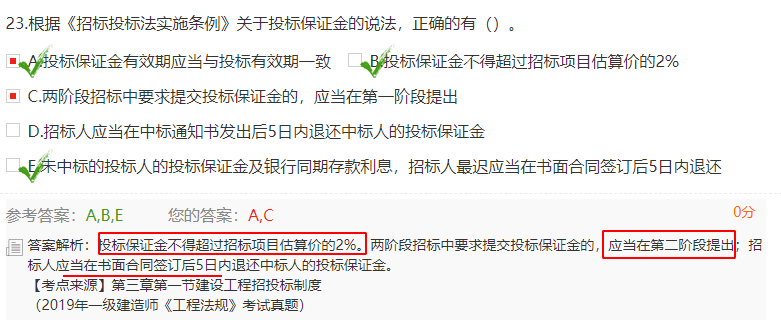 23.根据《招标投标法实施条例》关于投标保证金的说法，正确的有（）。
A.投标保证金有效期应当与投标有效期一致 B.投标保证金不得超过招标项目估算价的2%
C.两阶段招标中要求提交投标保证金的，应当在第一阶段提出
D.招标人应当在中标通知书发出后5日内退还中标人的投标保证金
E.未中标的投标人的投标保证金及银行同期存款利息，招标人最迟应当在书面合同签订后5日内退还
参考答案：A,B,E 您的答案：A,C 0分
答案解析：投标保证金不得超过招标项目估算价的2%。两阶段招标中要求提交投标保证金的，应当在第二阶段提出；招
标人应当在书面合同签订后5日内退还中标人的投标保证金。
【考点来源】第三章第一节建设工程招投标制度
（2019年一级建造师《工程法规》考试真题）